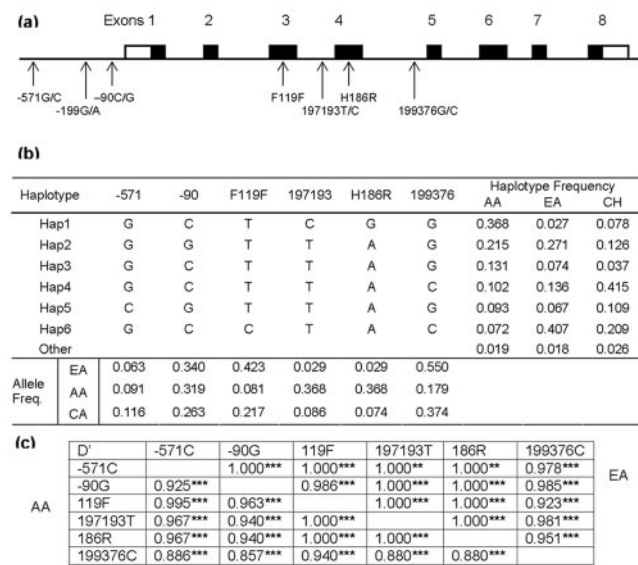 (a)
Exons 1 2 3 4 5 6 7 8
-571G/C -90C/G F119F H186R
-199G/A 197193T/C 199376G/C
(b)
Haplotype -571 -90 F119F 197193 H186R 199376 Haplotype Frequency
AA EA CH
Hap1 G C T C G G 0.368 0.027 0.078
Hap2 G G T T A G 0.215 0.271 0.126
Hap3 G C T T A G 0.131 0.074 0.037
Hap4 G C T T A C 0.102 0.136 0.415
Hap5 C G T T A G 0.093 0.067 0.109
Hap6 G C C T A C 0.072 0.407 0.209
Other 0.019 0.018 0.026
Allele Freq.
EA 0.063 0.340 0.423 0.029 0.029 0.550
AA 0.091 0.319 0.081 0.368 0.368 0.179
CA 0.116 0.263 0.217 0.086 0.074 0.374
(c)
D' -571C -90G 119F 197193T 186R 199376C
-571C 1.000*** 1.000*** 1.000** 1.000** 0.978***
EA
-90G 0.925*** 0.986*** 1.000*** 1.000*** 0.985***
AA
119F 0.995*** 0.963*** 1.000*** 1.000*** 0.923***
197193T 0.967*** 0.940*** 1.000*** 1.000*** 0.981***
186R 0.967*** 0.940*** 1.000*** 1.000*** 0.951***
199376C 0.886*** 0.857*** 0.940*** 0.880*** 0.880***